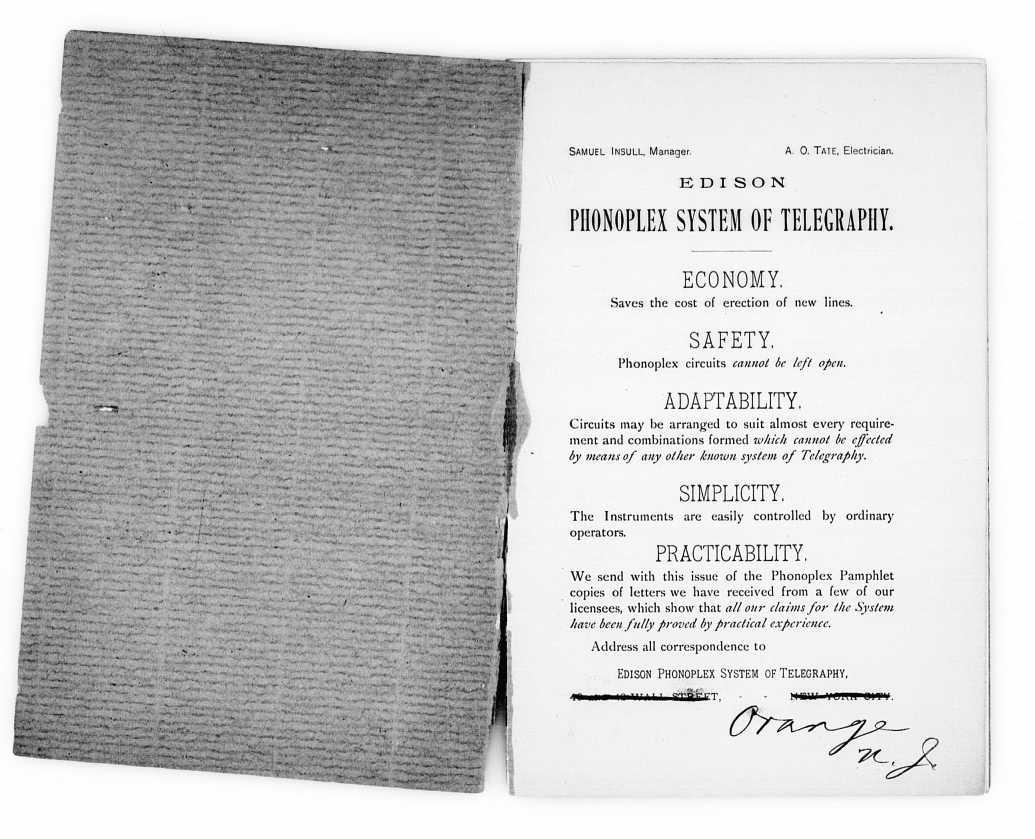 SAMUEL INSULL, Manager. A. O. TATE, Electrician.
EDISON
PHONOPLEX SYSTEM OF TELEGRAPHY.
ECONOMY.
Saves the cost of erection of new lines.
SAFETY.
Phonoplex circuits cannot be left open.
ADAPTABILITY.
Circuits may be arranged to suit almost every require-
ment and combinations formed which cannot be effected
by means of any other known system of Telegraphy.
SIMPLICITY.
The Instruments are easily controlled by ordinary
operators.
PRACTICABILITY.
We send with this issue of the Phonoplex Pamphlet
copies of letters we have received from a few of our
licensees, which show that all our claims for the System
have been fully proved by practical experience.
Address all correspondence to
EDISON PHONOPLEX SYSTEM OF TELEGRAPHY,
WALL STREET, - - NEW YORK CITY.
Orange
N. J.